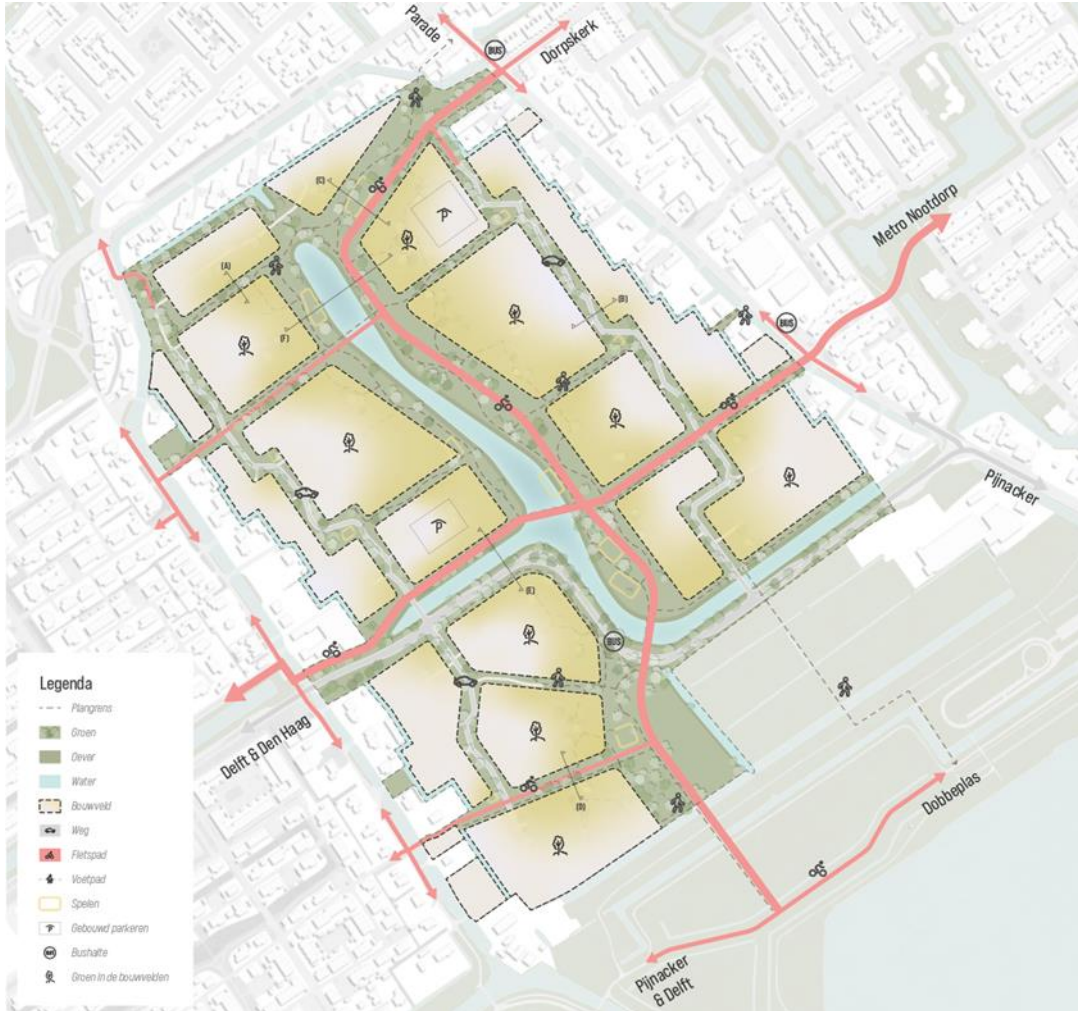 Parade
BUS
Dorpskerk
(C)
Metro Nootdorp
(A)
(B)
BUS
(F)
Pijnacker
(E)
BUS
Delft & Den Haag
(D)
Dobbeplas
Pijnacker
& Delft
Legenda
Plangrens
Groen
Oever
Water
Bouwveld
Weg
Fietspad
Voetpad
Spelen
P
Gebouwd parkeren
BUS
Bushalte
Groen in de bouwvelden